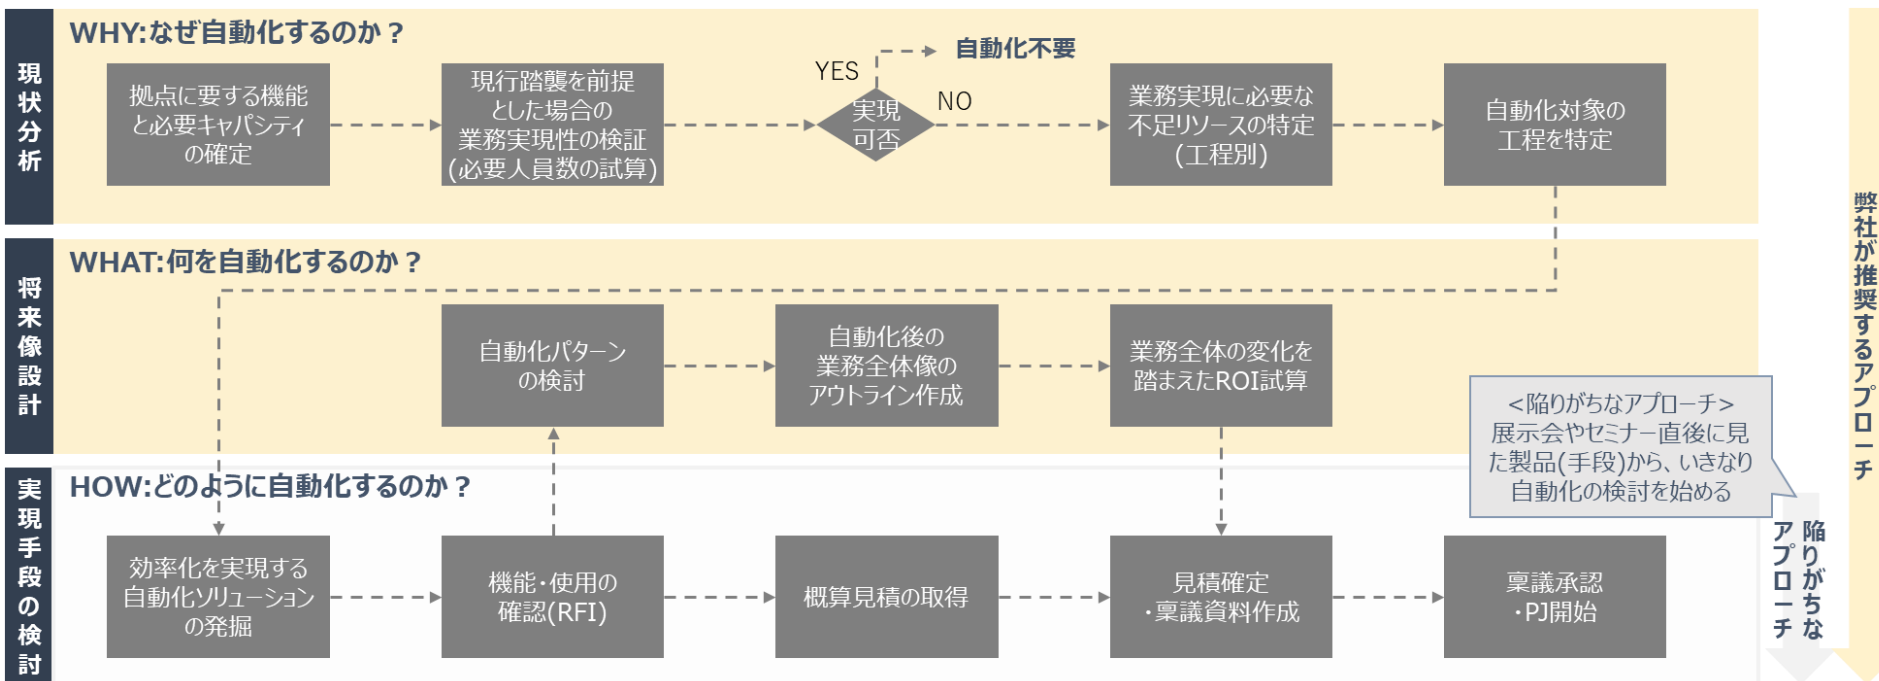 現状分析
WHY:なぜ自動化するのか？
拠点に要する機能
と必要キャパシティ
の確定
現行踏襲を前提
とした場合の
業務実現性の検証
(必要人員数の試算)
YES
自動化不要
実現
可否
NO
業務実現に必要な
不足リソースの特定
(工程別)
自動化対象の
工程を特定
将来像設計
WHAT:何を自動化するのか？
自動化パターン
の検討
自動化後の
業務全体像の
アウトライン作成
業務全体の変化を
踏まえたROI試算
<陥りがちなアプローチ>
展示会やセミナー直後に見
た製品(手段)から、いきなり
自動化の検討を始める
実現手段の検討
HOW:どのように自動化するのか？
効率化を実現する
自動化ソリューション
の発掘
機能・使用の
確認(RFI)
概算見積の取得
見積確定
・稟議資料作成
稟議承認
・PJ開始
陥りがちな
アプローチ
弊社が推奨するアプローチ